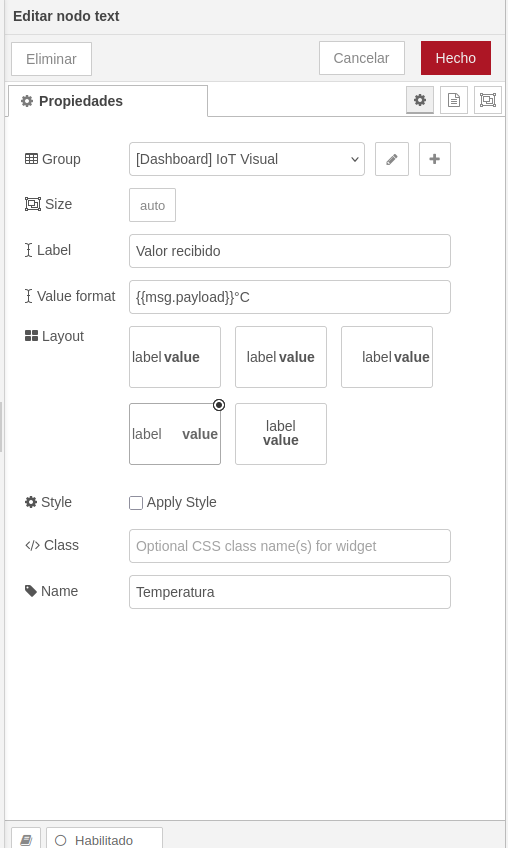 Editar nodo text
Eliminar
Cancelar
Hecho
Propiedades
Group
[Dashboard] IoT Visual
Size
auto
Label
Valor recibido
Value format
{{msg.payload}}°C
Layout
label value
label value
label value
label value
label
value
Style
Apply Style
Class
Optional CSS class name(s) for widget
Name
Temperatura
Habilitado